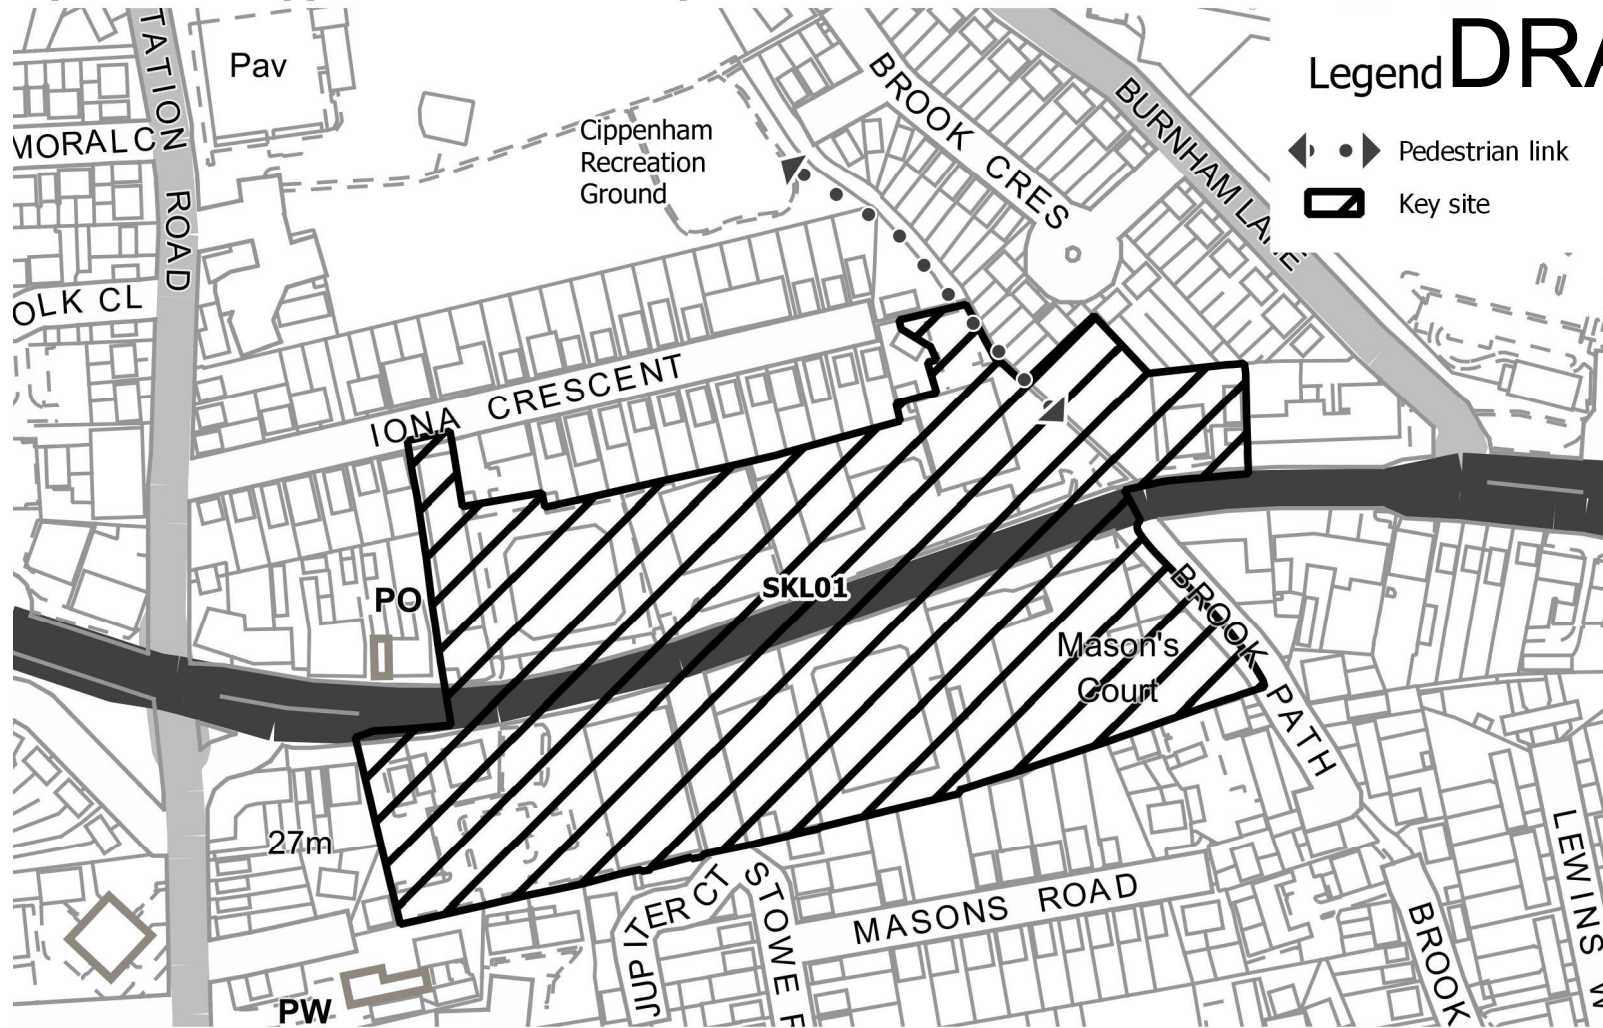 Legend DRA
Pedestrian link
Key site
TATION ROAD
Pav
MORAL C
OLK CL
Cippenham
Recreation
Ground
BROOK CRES
BURNHAM LANE
IONA CRESCENT
PO
SKL01
Mason's
Court
BROOK PATH
27m
JUPITER CT
STOWE R
MASONS ROAD
BROOK
LEWINS W
PW